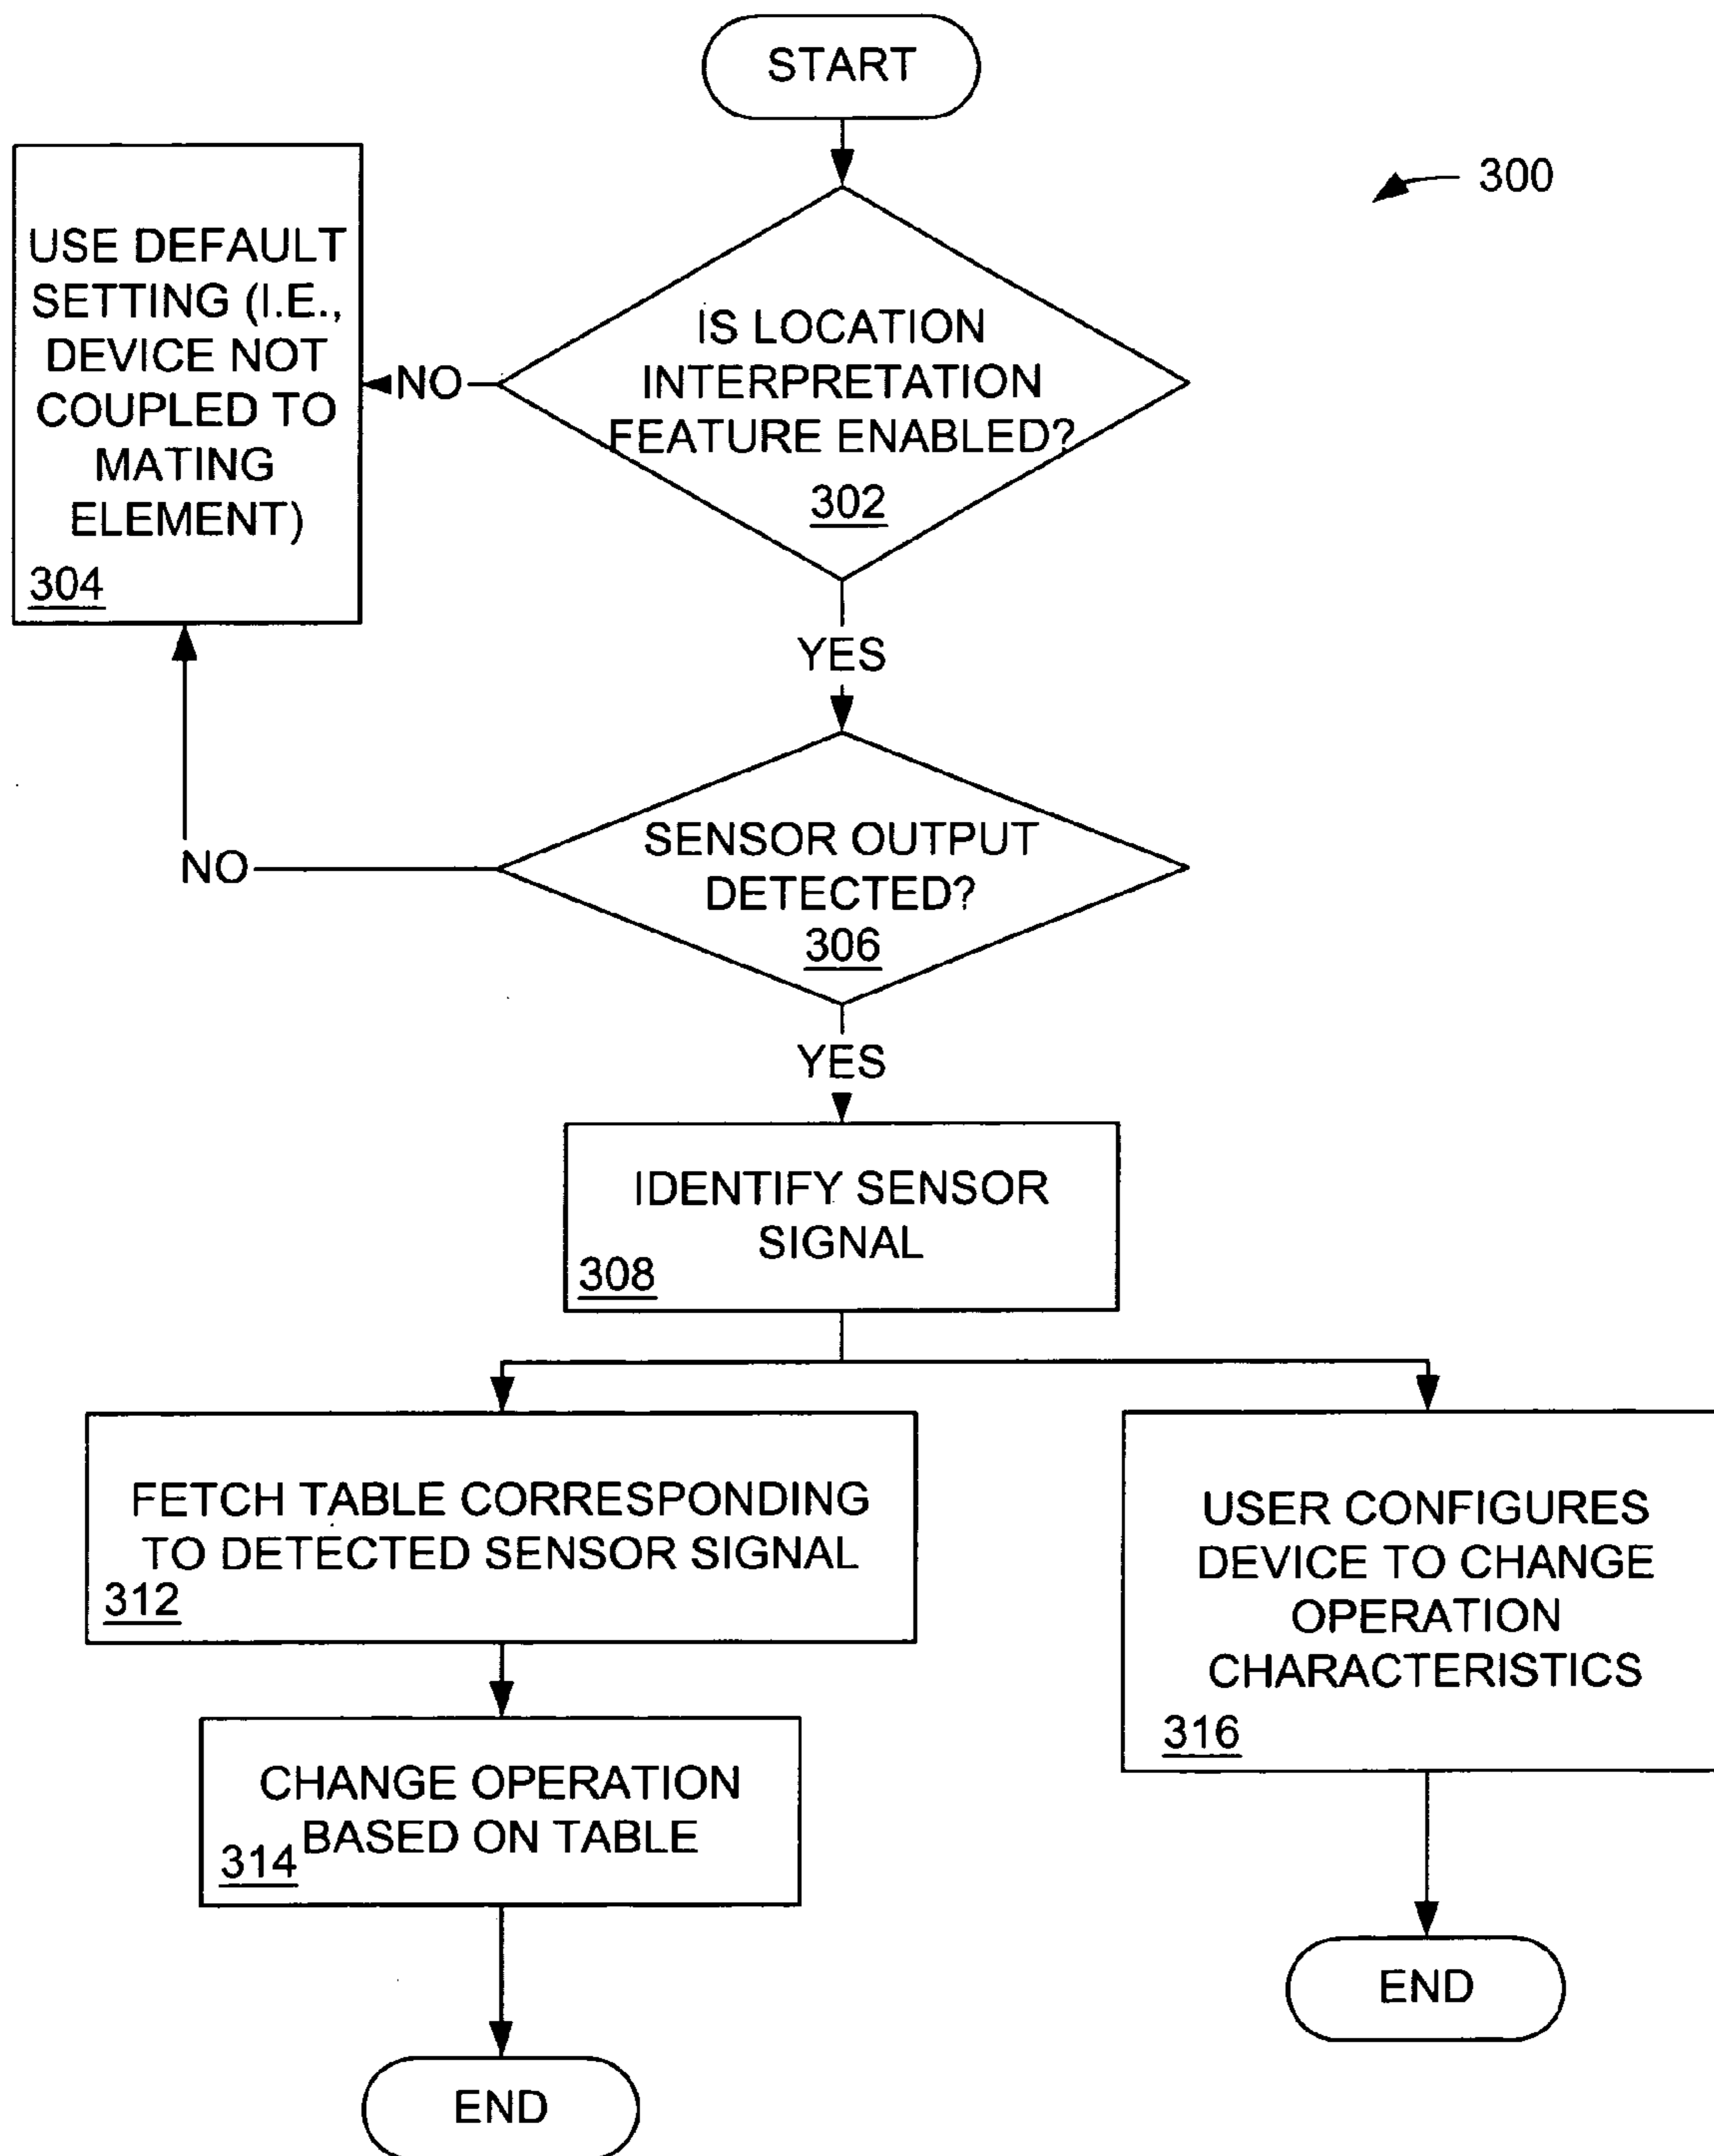 START
300
USE DEFAULT
SETTING (I.E.,
DEVICE NOT
COUPLED TO
MATING
ELEMENT)
304
NO
IS LOCATION
INTERPRETATION
FEATURE ENABLED?
302
YES
NO
SENSOR OUTPUT
DETECTED?
306
YES
IDENTIFY SENSOR
SIGNAL
308
FETCH TABLE CORRESPONDING
TO DETECTED SENSOR SIGNAL
312
USER CONFIGURES
DEVICE TO CHANGE
OPERATION
CHARACTERISTICS
316
CHANGE OPERATION
BASED ON TABLE
314
END
END